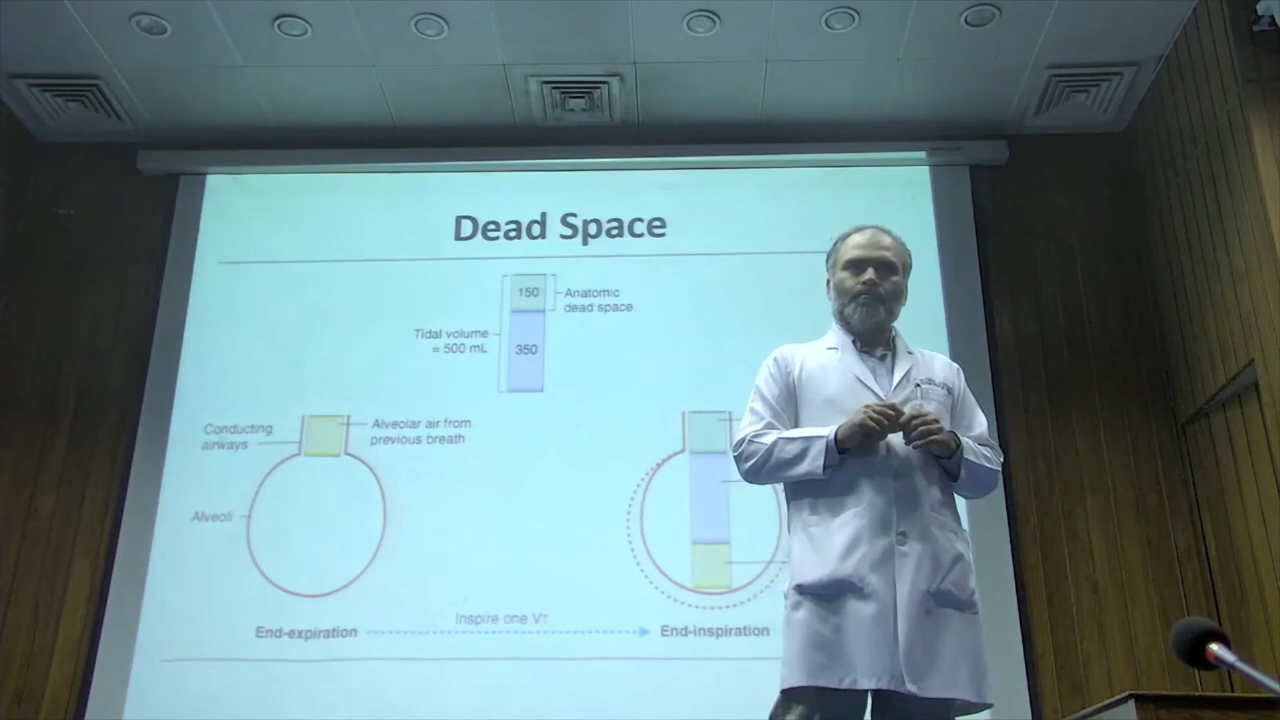 Dead Space
150
Anatomic
dead space
Tidal volume
= 500 mL
350
Conducting
airways
Alveolar air from
previous breath
Alveoli
Inspire one VT
End-expiration
End-inspiration